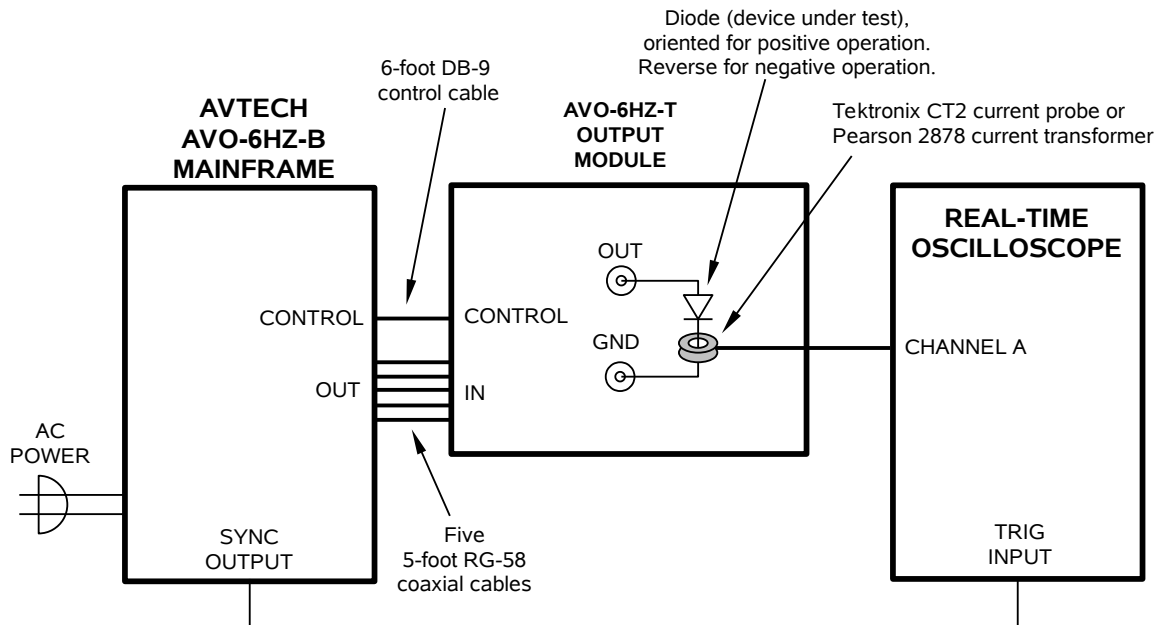 Diode (device under test),
oriented for positive operation.
Reverse for negative operation.
6-foot DB-9
control cable
AVTECH
AVO-6HZ-B
MAINFRAME
AVO-6HZ-T
OUTPUT
MODULE
Tektronix CT2 current probe or
Pearson 2878 current transformer
REAL-TIME
OSCILLOSCOPE
OUT
CONTROL
CONTROL
GND
CHANNEL A
OUT
IN
AC
POWER
SYNC
OUTPUT
Five
5-foot RG-58
coaxial cables
TRIG
INPUT